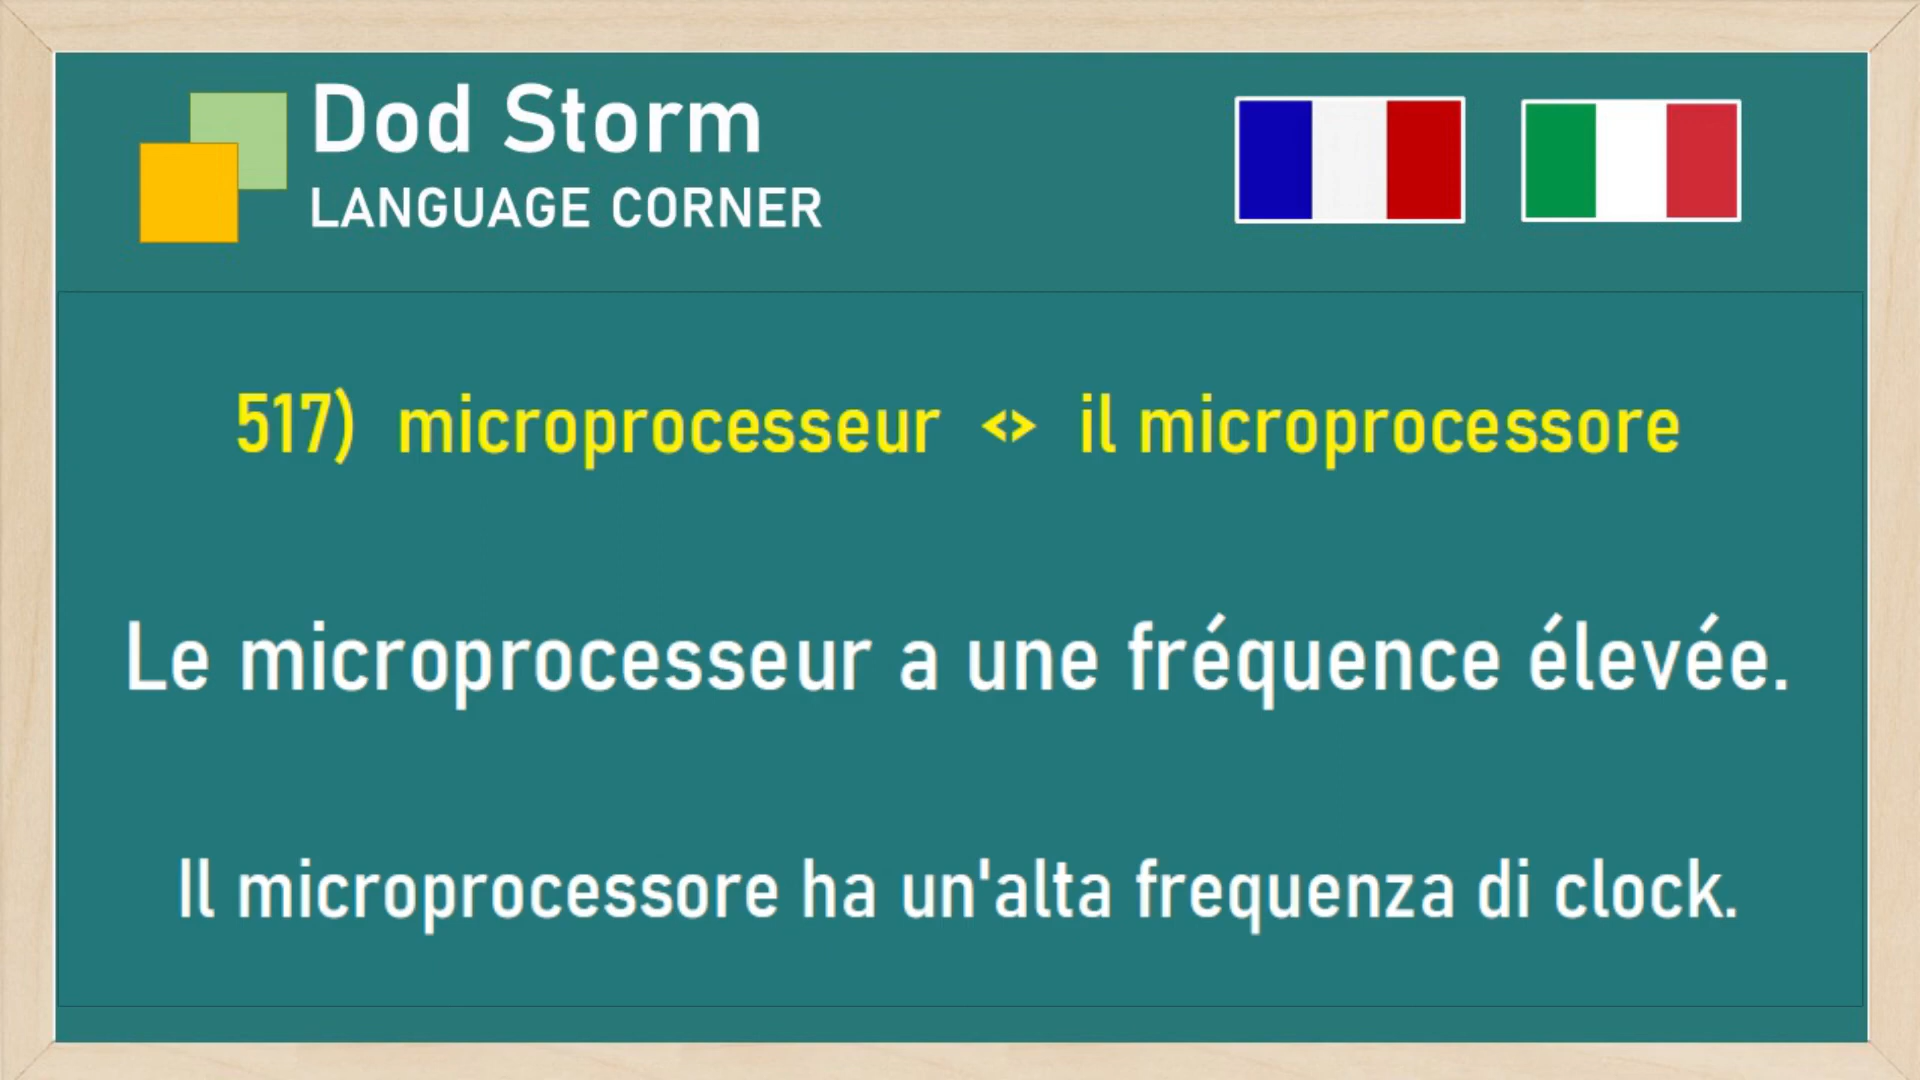 Dod Storm
LANGUAGE CORNER
517) microprocesseur <> il microprocessore
Le microprocesseur a une fréquence élevée.
Il microprocessore ha un'alta frequenza di clock.